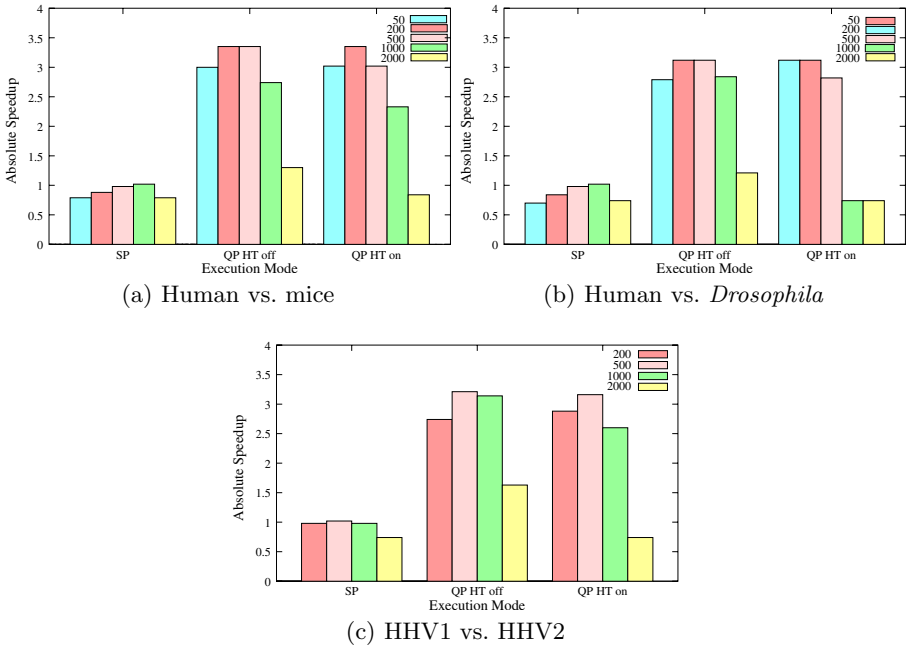 4
3.5
3
2.5
2
1.5
1
0.5
0
Absolute Speedup
50
200
500
1000
2000
SP
QP HT off
QP HT on
Execution Mode
(a) Human vs. mice
4
3.5
3
2.5
2
1.5
1
0.5
0
Absolute Speedup
50
200
500
1000
2000
SP
QP HT off
QP HT on
Execution Mode
(b) Human vs. Drosophila
4
3.5
3
2.5
2
1.5
1
0.5
0
Absolute Speedup
200
500
1000
2000
SP
QP HT off
QP HT on
Execution Mode
(c) HHV1 vs. HHV2